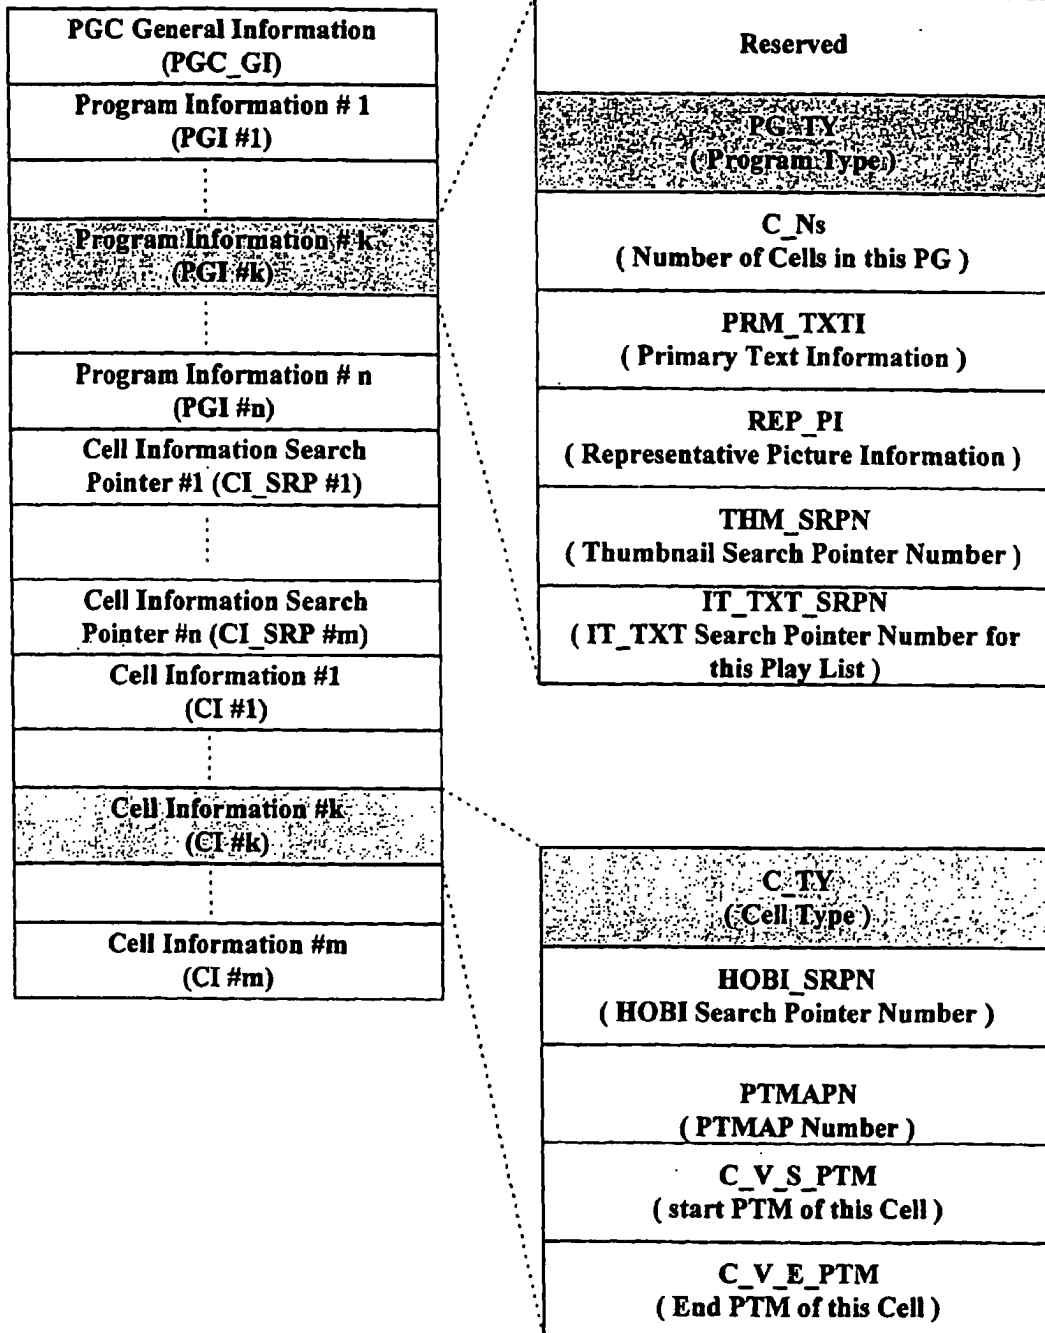 PGC General Information
(PGC_GI)
Program Information # 1
(PGI #1)
Program Information # k
(PGI #k)
Program Information # n
(PGI #n)
Cell Information Search
Pointer #1 (CI_SRP #1)
Cell Information Search
Pointer #n (CI_SRP #m)
Cell Information #1
(CI #1)
Cell Information #k
(CI #k)
Cell Information #m
(CI #m)
Reserved
PG_TY
( Program Type )
C_Ns
( Number of Cells in this PG )
PRM_TXTI
( Primary Text Information )
REP_PI
( Representative Picture Information )
THM_SRPN
( Thumbnail Search Pointer Number )
IT_TXT_SRPN
( IT_TXT Search Pointer Number for
this Play List )
C_TY
( Cell Type )
HOBI_SRPN
( HOBI Search Pointer Number )
PTMAPN
( PTMAP Number )
C_V_S_PTM
( start PTM of this Cell )
C_V_E_PTM
( End PTM of this Cell )